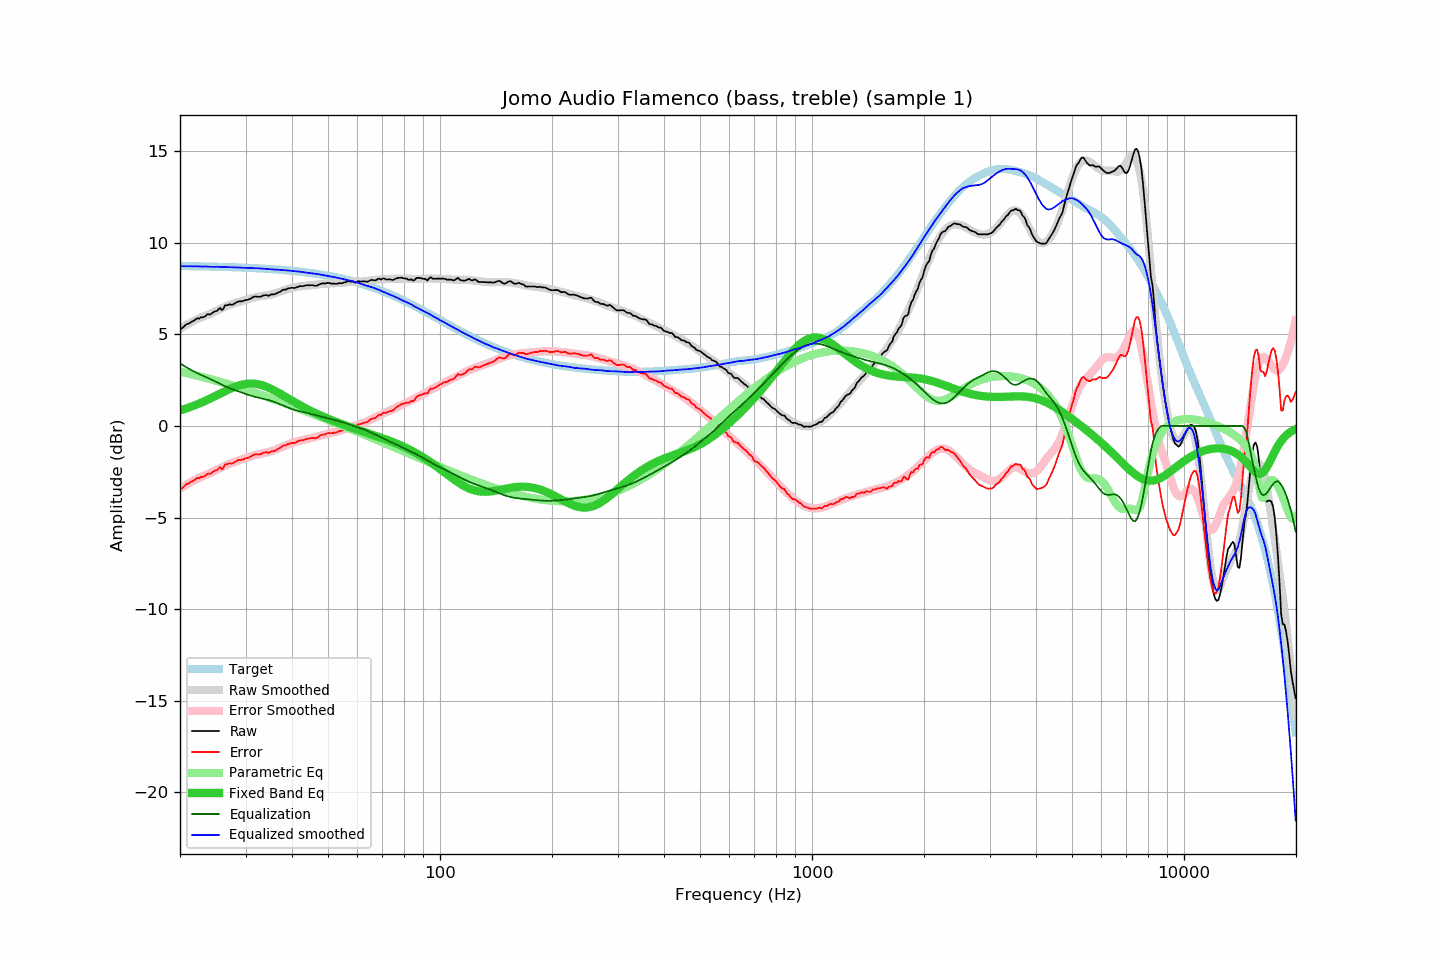 Jomo Audio Flamenco (bass, treble) (sample 1)
15
10
5
0
−5
−10
−15
−20
Amplitude (dBr)
Target
Raw Smoothed
Error Smoothed
Raw
Error
Parametric Eq
Fixed Band Eq
Equalization
Equalized smoothed
100 1000 10000
Frequency (Hz)